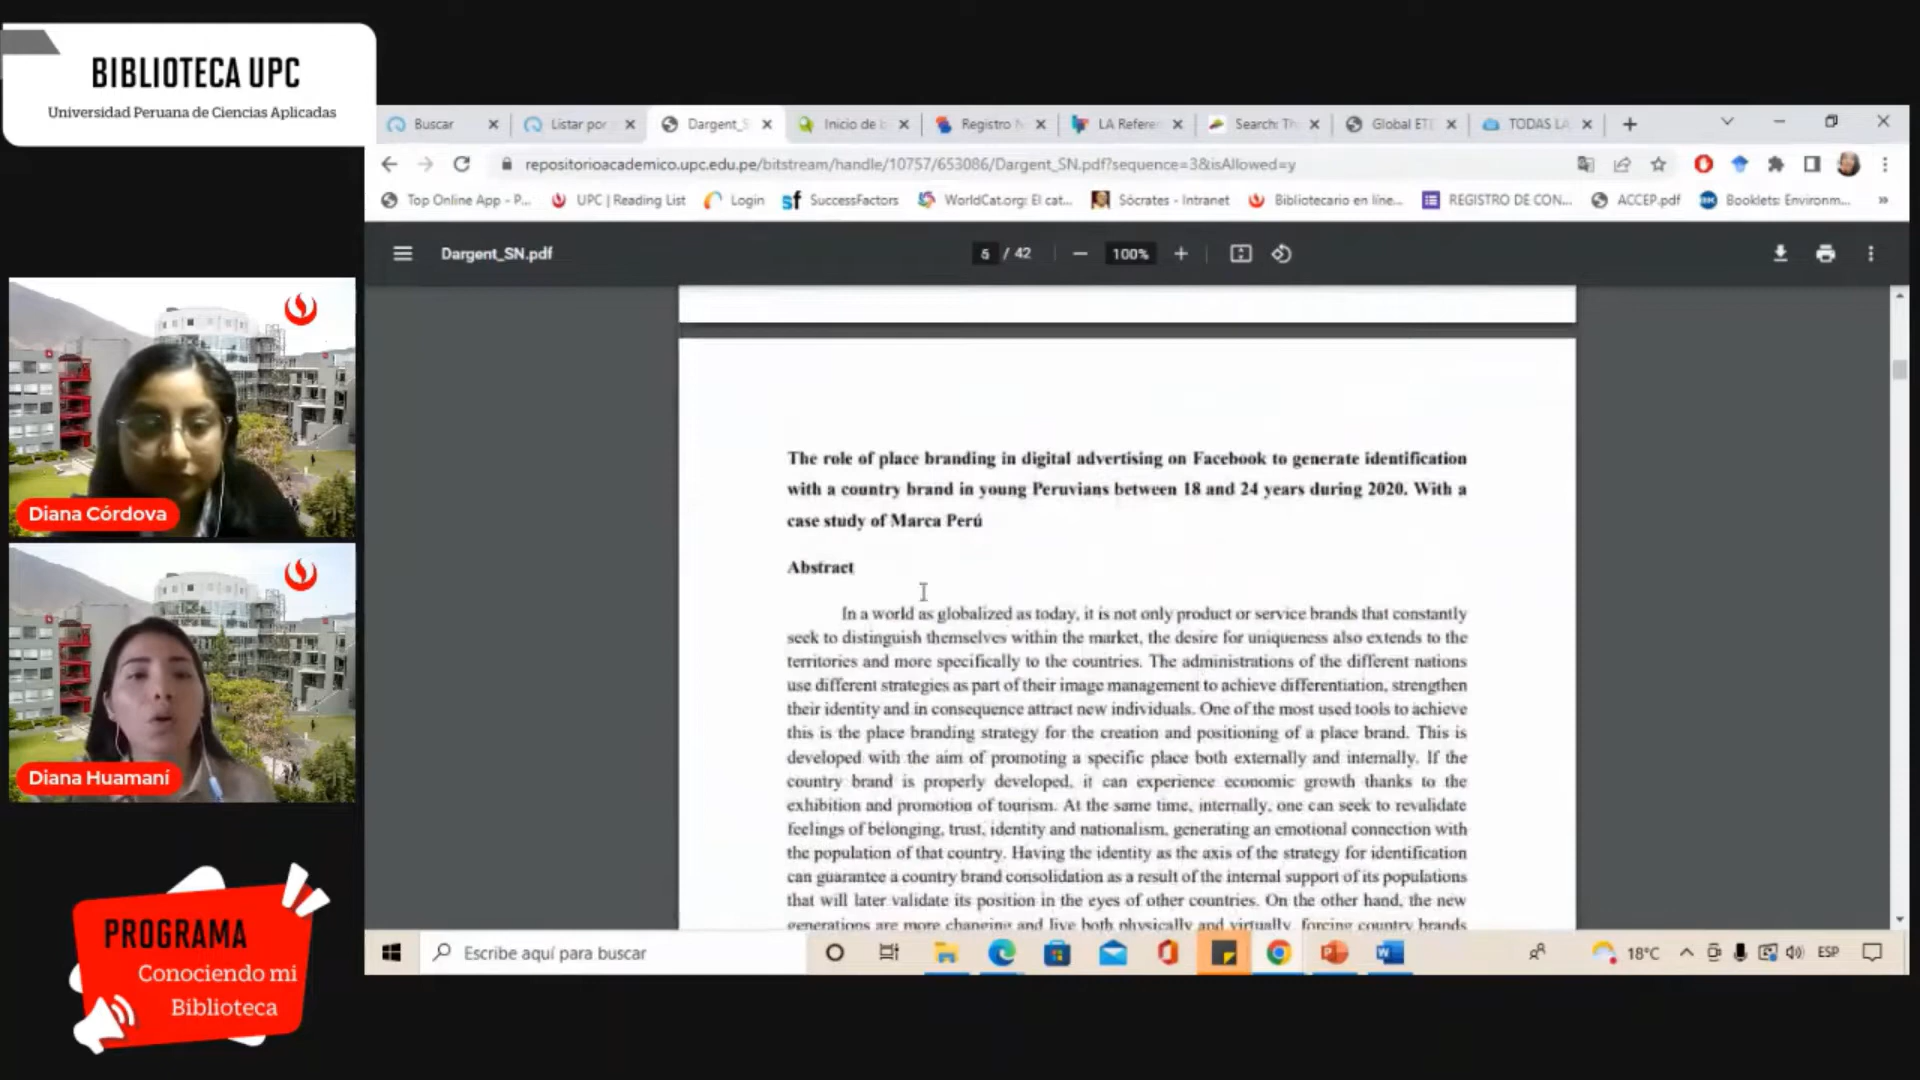 BIBLIOTECA UPC
Universidad Peruana de Ciencias Aplicadas
Buscar
Listar por
Dargent_S
Inicio de
Registro
LA Refere
Search: Th
Global ET
TODAS LA
repositorioacademico.upc.edu.pe/bitstream/handle/10757/653086/Dargent_SN.pdf?sequence=3&isAllowed=y
Top Online App - P...
UPC | Reading List
Login
SuccessFactors
WorldCat.org: El cat...
Sócrates - Intranet
Bibliotecario en líne...
REGISTRO DE CON...
ACCEP.pdf
Booklets: Environm...
Dargent_SN.pdf
5 / 42
100%
The role of place branding in digital advertising on Facebook to generate identification
with a country brand in young Peruvians between 18 and 24 years during 2020. With a
case study of Marca Perú
Abstract
In a world as globalized as today, it is not only product or service brands that constantly
seek to distinguish themselves within the market, the desire for uniqueness also extends to the
territories and more specifically to the countries. The administrations of the different nations
use different strategies as part of their image management to achieve differentiation, strengthen
their identity and in consequence attract new individuals. One of the most used tools to achieve
this is the place branding strategy for the creation and positioning of a place brand. This is
developed with the aim of promoting a specific place both externally and internally. If the
country brand is properly developed, it can experience economic growth thanks to the
exhibition and promotion of tourism. At the same time, internally, one can seek to revalidate
feelings of belonging, trust, identity and nationalism, generating an emotional connection with
the population of that country. Having the identity as the axis of the strategy for identification
can guarantee a country brand consolidation as a result of the internal support of its populations
that will later validate its position in the eyes of other countries. On the other hand, the new
generations are more changing and live both physically and virtually, forcing country brands
Diana Córdova
Diana Huamaní
PROGRAMA
Conociendo mi
Biblioteca
Escribe aquí para buscar
18°C
ESP